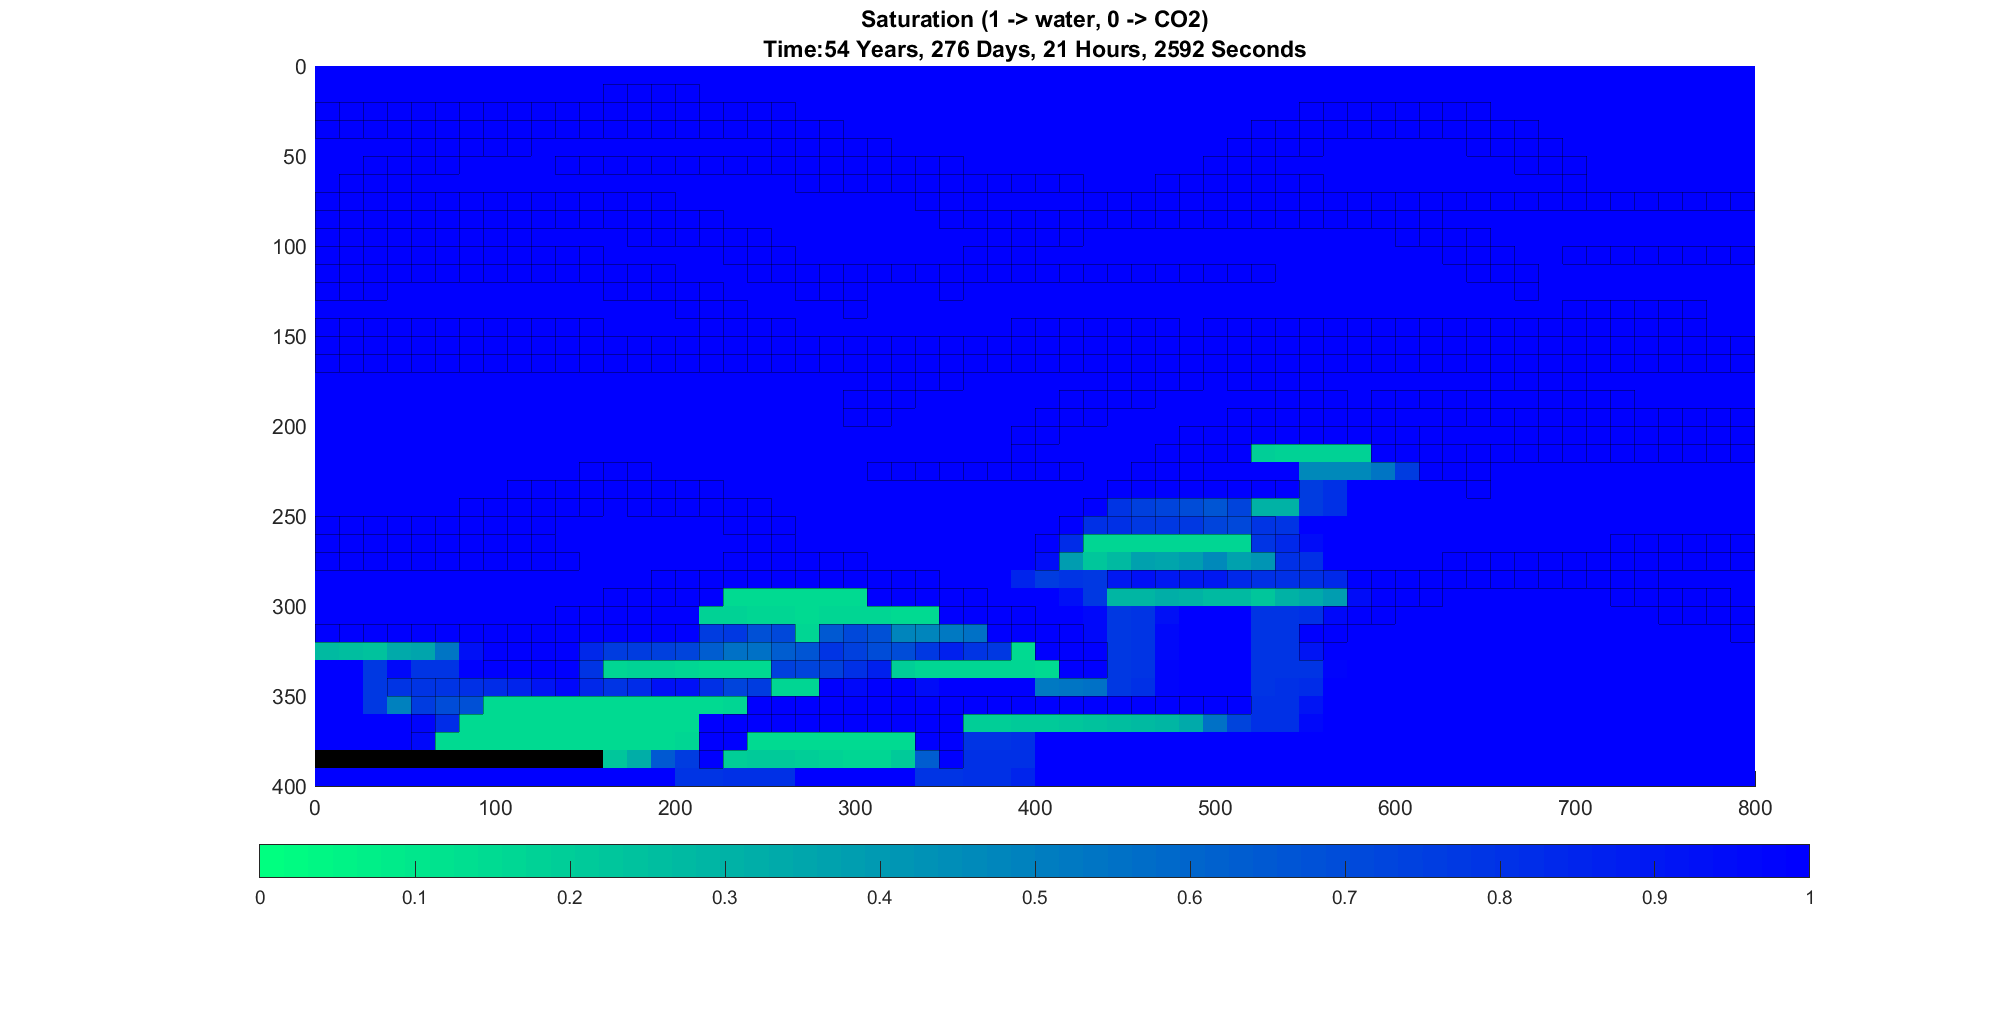 Saturation (1 -> water, 0 -> CO2)
Time:54 Years, 276 Days, 21 Hours, 2592 Seconds
0
50
100
150
200
250
300
350
400
0 100 200 300 400 500 600 700 800
0 0.1 0.2 0.3 0.4 0.5 0.6 0.7 0.8 0.9 1